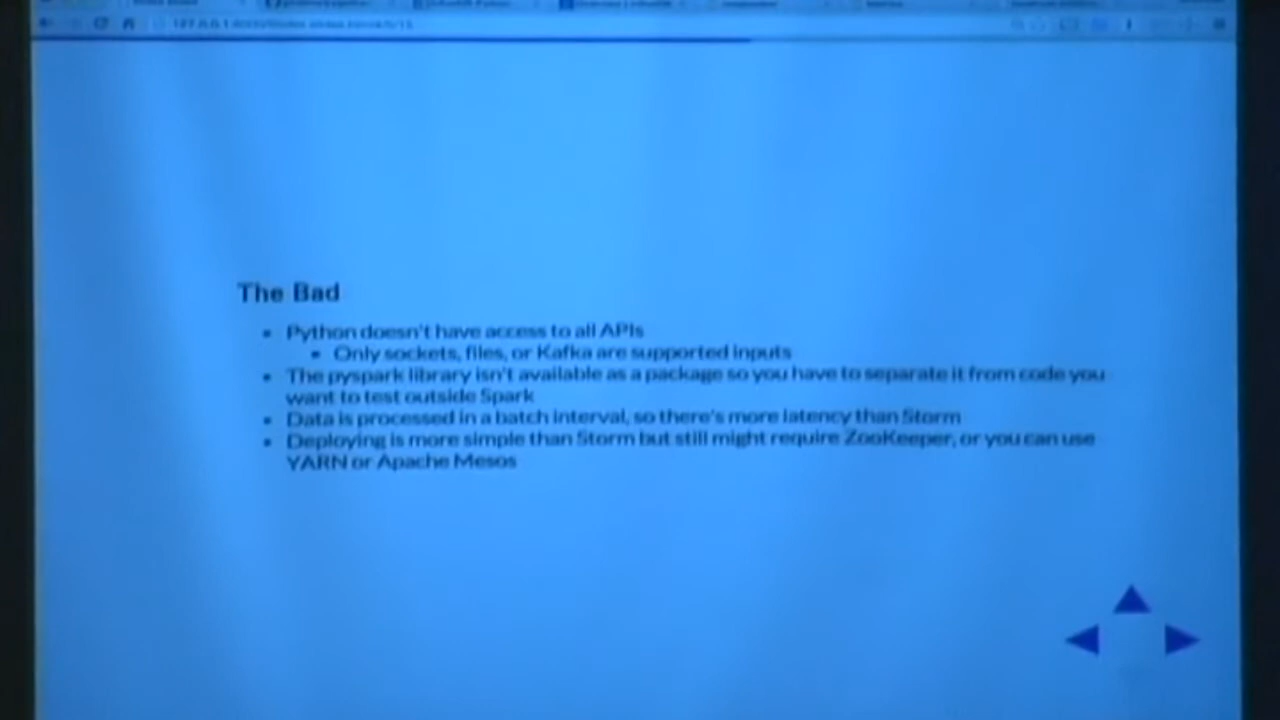 The Bad
Python doesn't have access to all APIs
Only sockets, files, or Kafka are supported inputs
The pyspark library isn't available as a package so you have to separate it from code you
want to test outside Spark
Data is processed in a batch interval, so there's more latency than Storm
Deploying is more simple than Storm but still might require ZooKeeper, or you can use
YARN or Apache Mesos